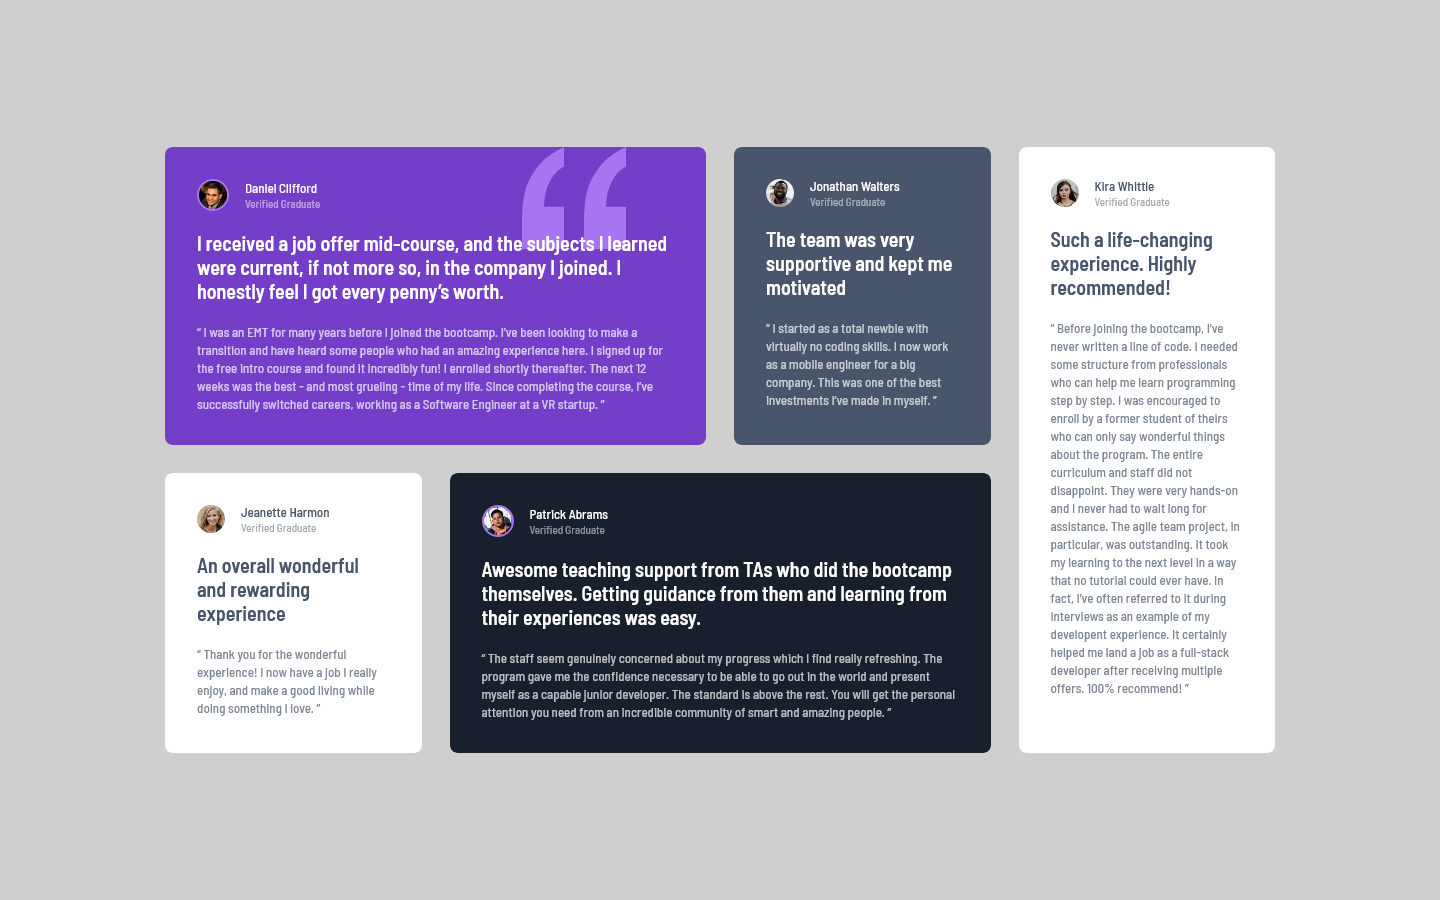 Daniel Clifford
Verified Graduate
I received a job offer mid-course, and the subjects I learned
were current, if not more so, in the company I joined. I
honestly feel I got every penny’s worth.
“ I was an EMT for many years before I joined the bootcamp. I’ve been looking to make a
transition and have heard some people who had an amazing experience here. I signed up for
the free intro course and found it incredibly fun! I enrolled shortly thereafter. The next 12
weeks was the best - and most grueling - time of my life. Since completing the course, I’ve
successfully switched careers, working as a Software Engineer at a VR startup. ”
Jonathan Walters
Verified Graduate
The team was very
supportive and kept me
motivated
“ I started as a total newbie with
virtually no coding skills. I now work
as a mobile engineer for a big
company. This was one of the best
investments I’ve made in myself. ”
Kira Whittle
Verified Graduate
Such a life-changing
experience. Highly
recommended!
“ Before joining the bootcamp, I’ve
never written a line of code. I needed
some structure from professionals
who can help me learn programming
step by step. I was encouraged to
enroll by a former student of theirs
who can only say wonderful things
about the program. The entire
curriculum and staff did not
disappoint. They were very hands-on
and I never had to wait long for
assistance. The agile team project, in
particular, was outstanding. It took
my learning to the next level in a way
that no tutorial could ever have. In
fact, I’ve often referred to it during
interviews as an example of my
developent experience. It certainly
helped me land a job as a full-stack
developer after receiving multiple
offers. 100% recommend! ”
Jeanette Harmon
Verified Graduate
An overall wonderful
and rewarding
experience
“ Thank you for the wonderful
experience! I now have a job I really
enjoy, and make a good living while
doing something I love. ”
Patrick Abrams
Verified Graduate
Awesome teaching support from TAs who did the bootcamp
themselves. Getting guidance from them and learning from
their experiences was easy.
“ The staff seem genuinely concerned about my progress which I find really refreshing. The
program gave me the confidence necessary to be able to go out in the world and present
myself as a capable junior developer. The standard is above the rest. You will get the personal
attention you need from an incredible community of smart and amazing people. ”